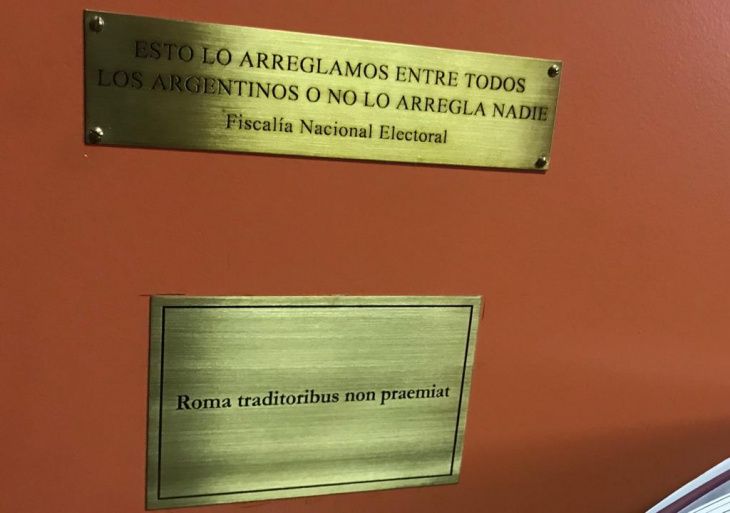 ESTO LO ARREGLAMOS ENTRE TODOS
LOS ARGENTINOS O NO LO ARREGLA NADIE
Fiscalía Nacional Electoral
Roma traditoribus non praemiat